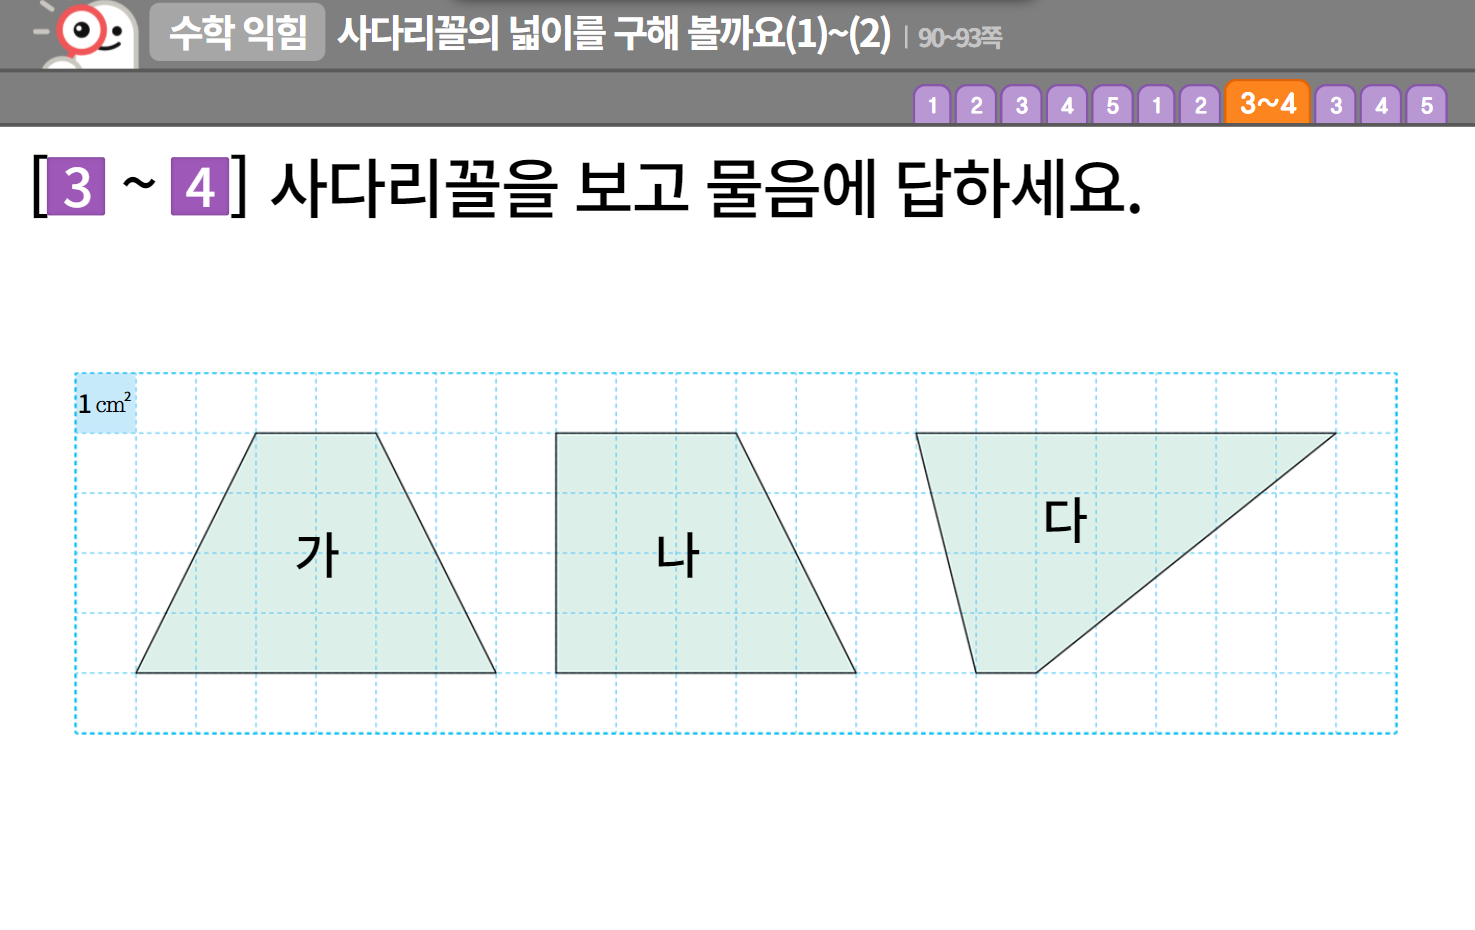 수학 익힘 사다리꼴의 넓이를 구해 볼까요(1)~(2) | 90~93쪽
1 2 3 4 5 1 2 3~4 3 4 5
[3 ~ 4] 사다리꼴을 보고 물음에 답하세요.
1 cm²
가 나 다